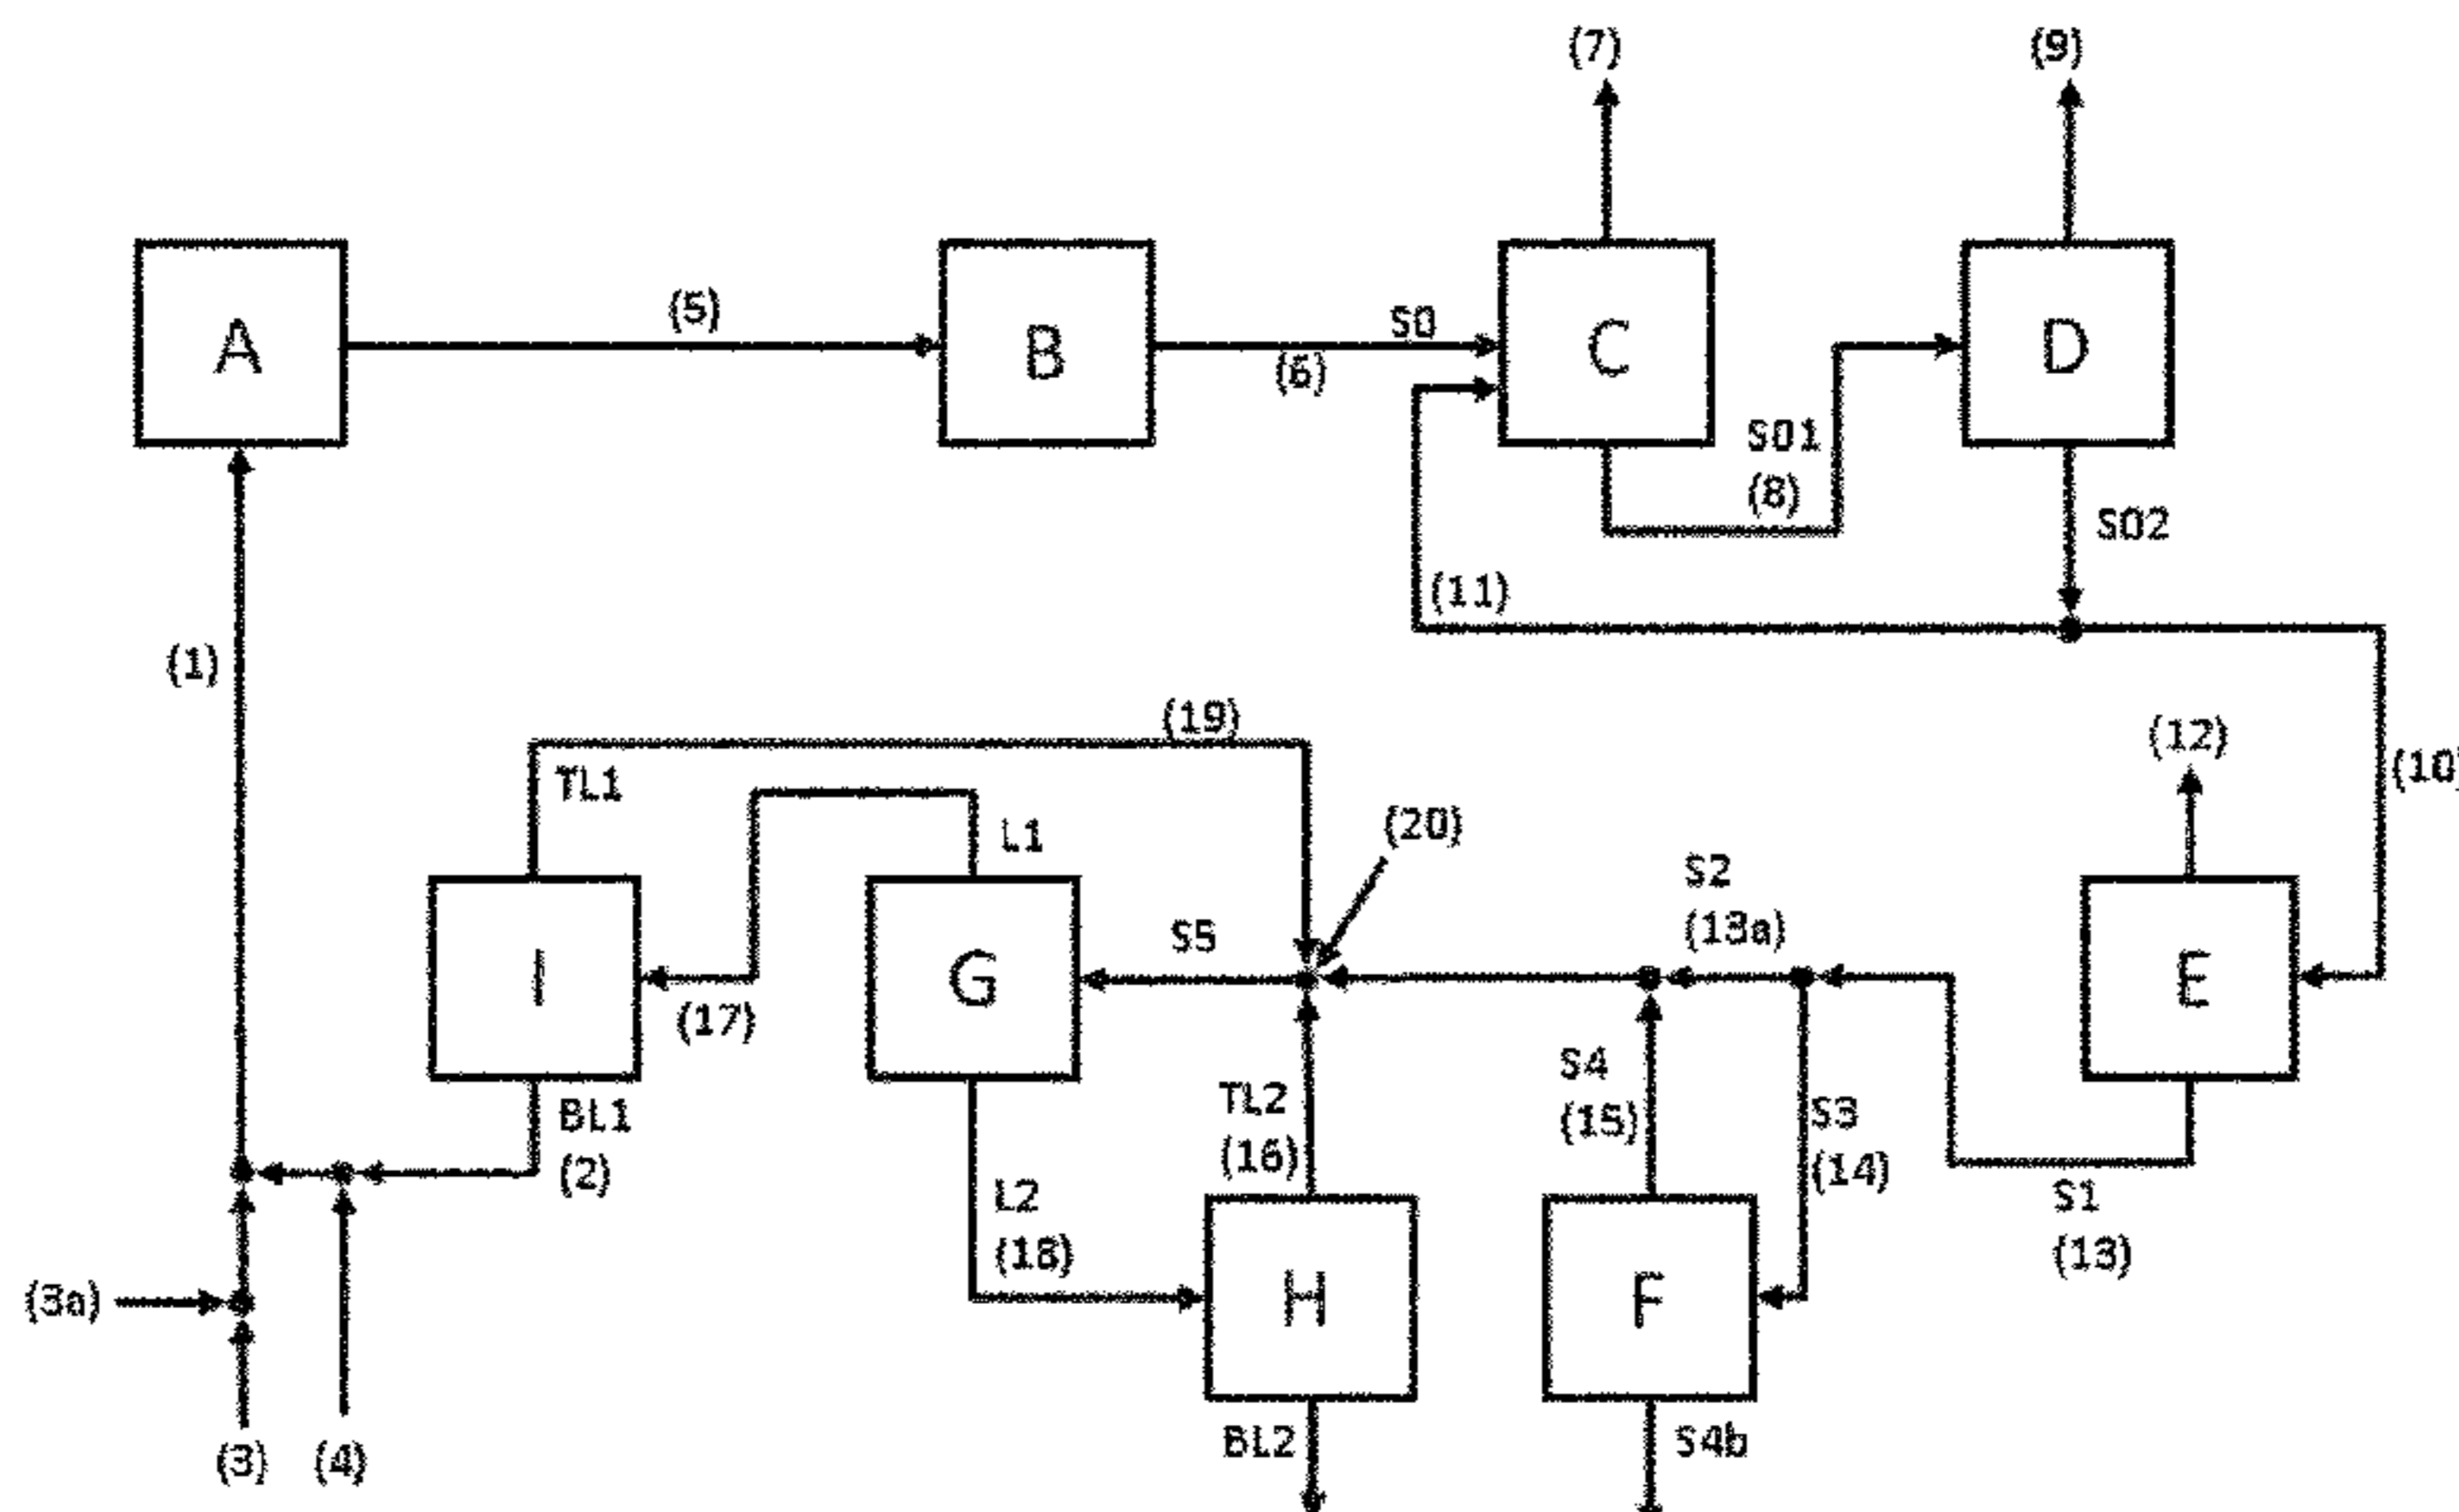 (7)
(9)
A
(5)
B
S0
(6)
C
D
S01
(8)
S02
(11)
(1)
(19)
(12)
(10)
TL1
L1
(20)
S2
(13a)
I
G
S5
E
(17)
BL1
(2)
TL2
(16)
S4
(15)
S3
(14)
L2
(18)
S1
(13)
(3a)
H
F
(3)
(4)
BL2
S4b